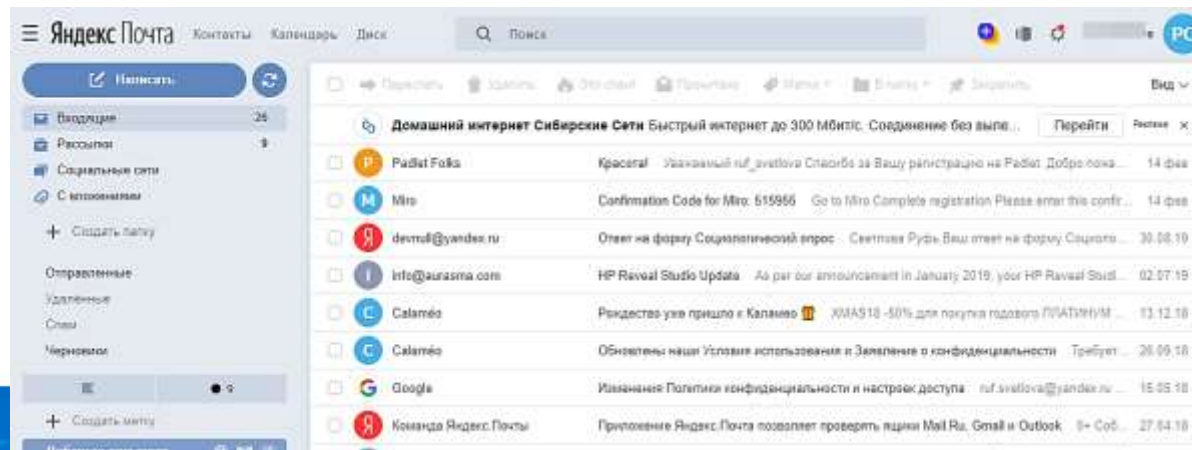 Яндекс Почта Контакты Календарь Диск Поиск
Написать
Переслать Удалить Это спам! Прочитано Метка В папку Закрепить Вид
Входящие 26
Домашний интернет Сибирские Сети Быстрый интернет до 300 Мбит/с. Соединение без выле... Перейти Реклама
Рассылки 9
Социальные сети
С вложениями
Padlet Folks Красота! Уважаемый ruf_svetlova Спасибо за Вашу регистрацию на Padlet. Добро пожа... 14 фев
Miro Confirmation Code for Miro: 515956 Go to Miro Complete registration Please enter this confir... 14 фев
Создать папку
devnull@yandex.ru Ответ на форму Социологический опрос Светлова Руфь Ваш ответ на форму Социоло... 30.08.19
Отправленные
info@aurasma.com HP Reveal Studio Update As per our announcement in January 2019, your HP Reveal Studi... 02.07.19
Удалённые
Спам
Calaméo Рождество уже пришло к Каламео XMAS18 -50% для покупки годового ПЛАТИНУМ ... 13.12.18
Черновики
Calaméo Обновлены наши Условия использования и Заявление о конфиденциальности Требует... 26.09.18
9
Google Изменения Политики конфиденциальности и настроек доступа ruf.svetlova@yandex.ru ... 15.05.18
Создать метку
Команда Яндекс.Почты Приложение Яндекс.Почта позволяет проверять ящики Mail.Ru, Gmail и Outlook 0+ Соб... 27.04.18